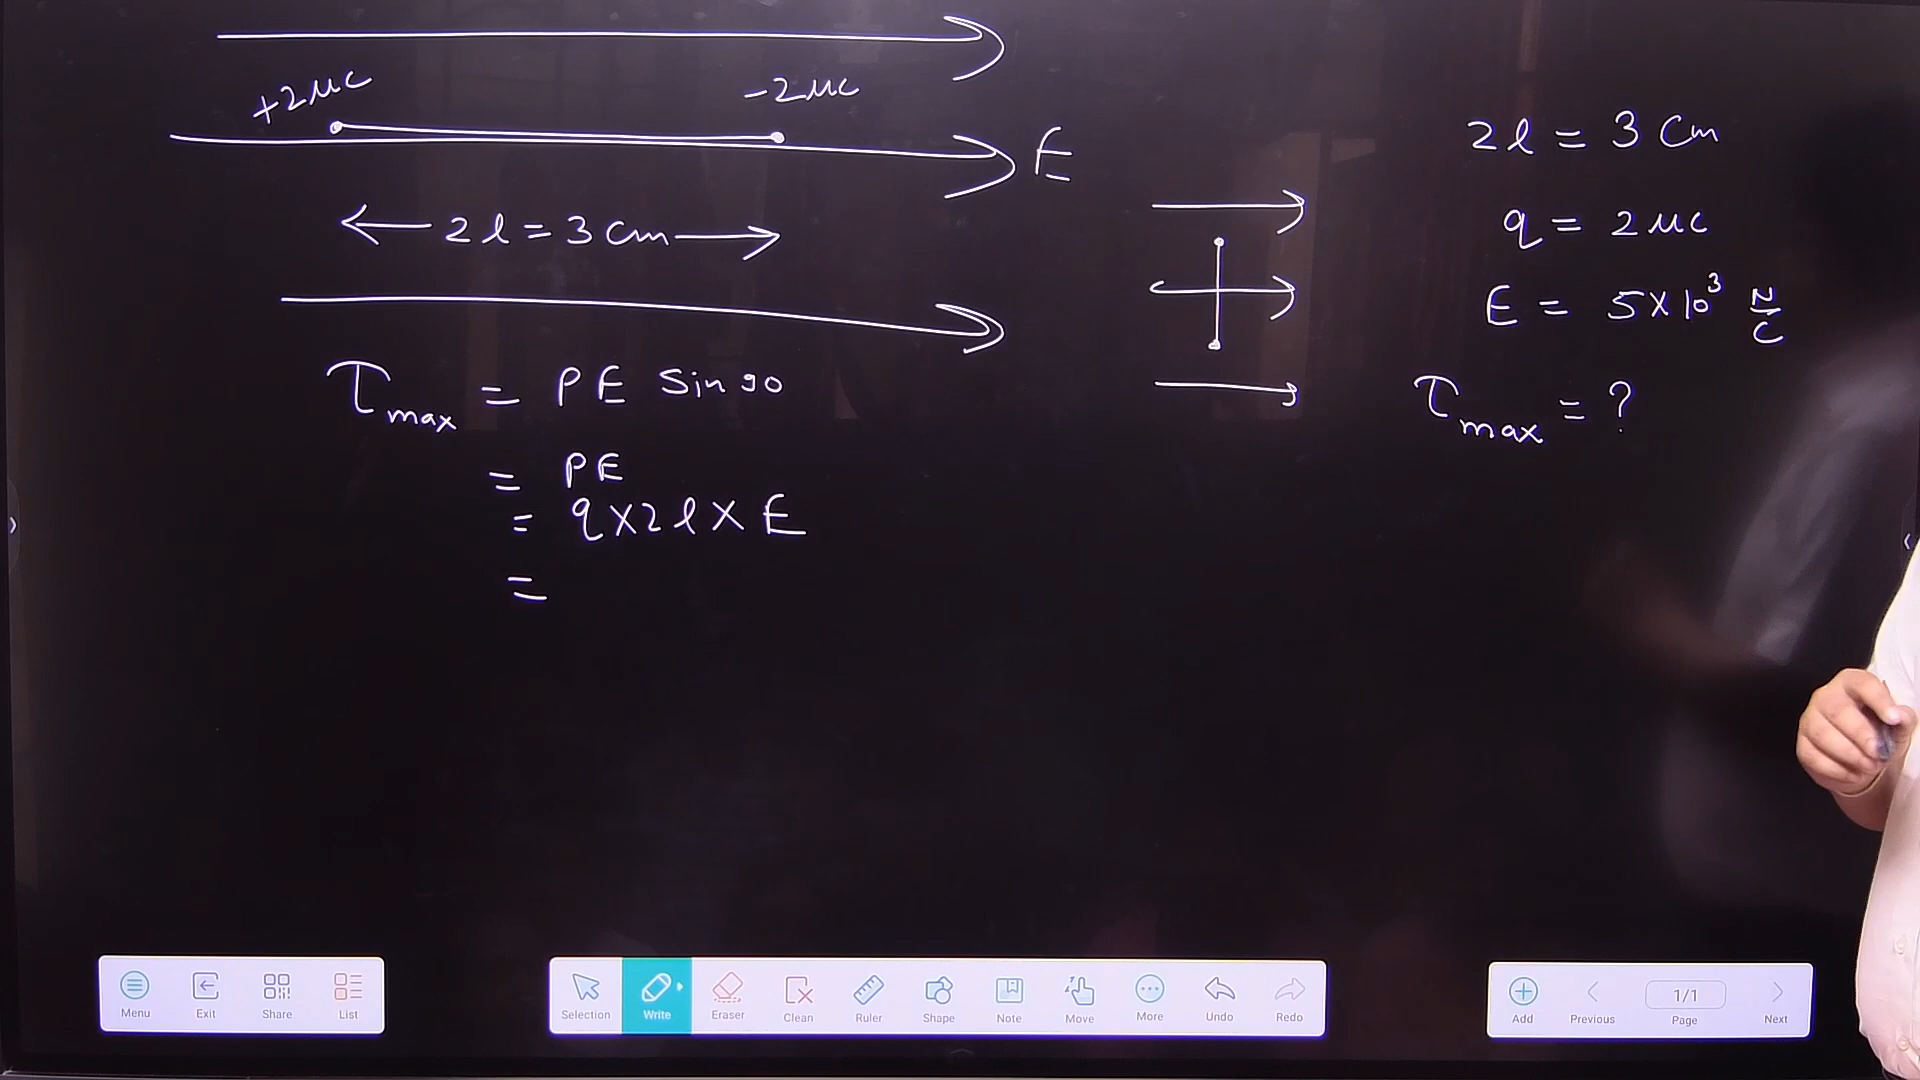 +2μc
-2μc
E
2l = 3 cm
τmax = PE Sin 90
= PE
= q×2l×E
=
2l = 3 Cm
q = 2 μc
E = 5×10³ N/C
τmax = ?
Menu Exit Share List
Selection Write Eraser Clean Ruler Shape Note Move More Undo Redo
Add Previous 1/1 Page Next